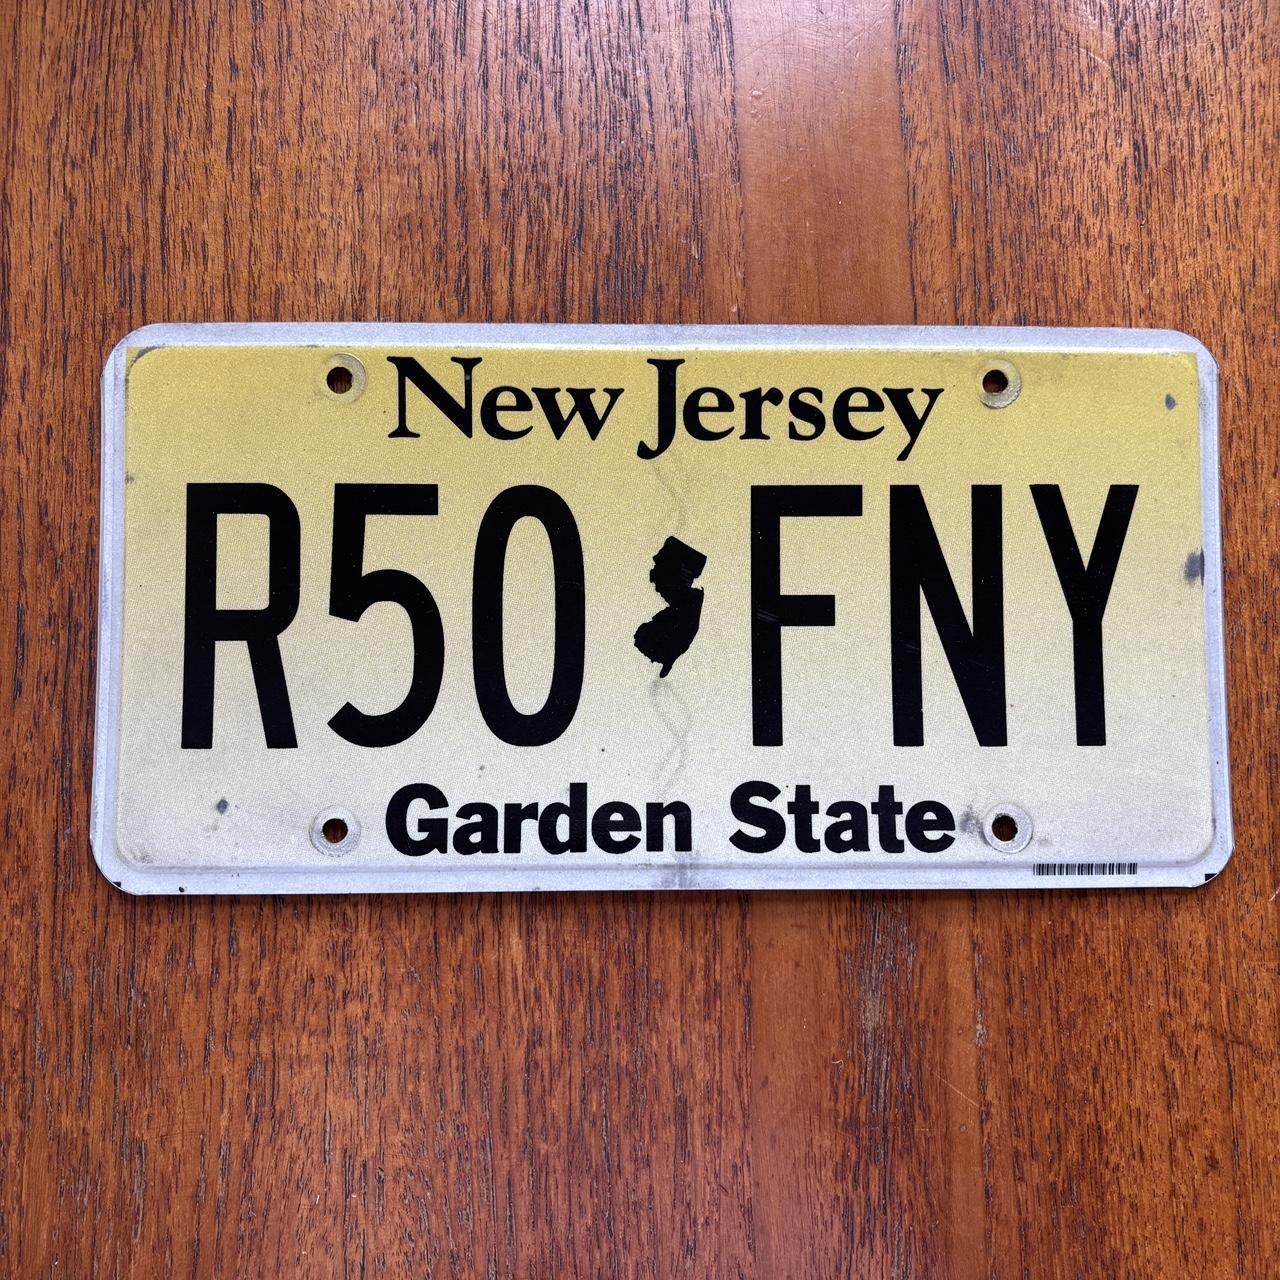 New Jersey
R50 FNY
Garden State